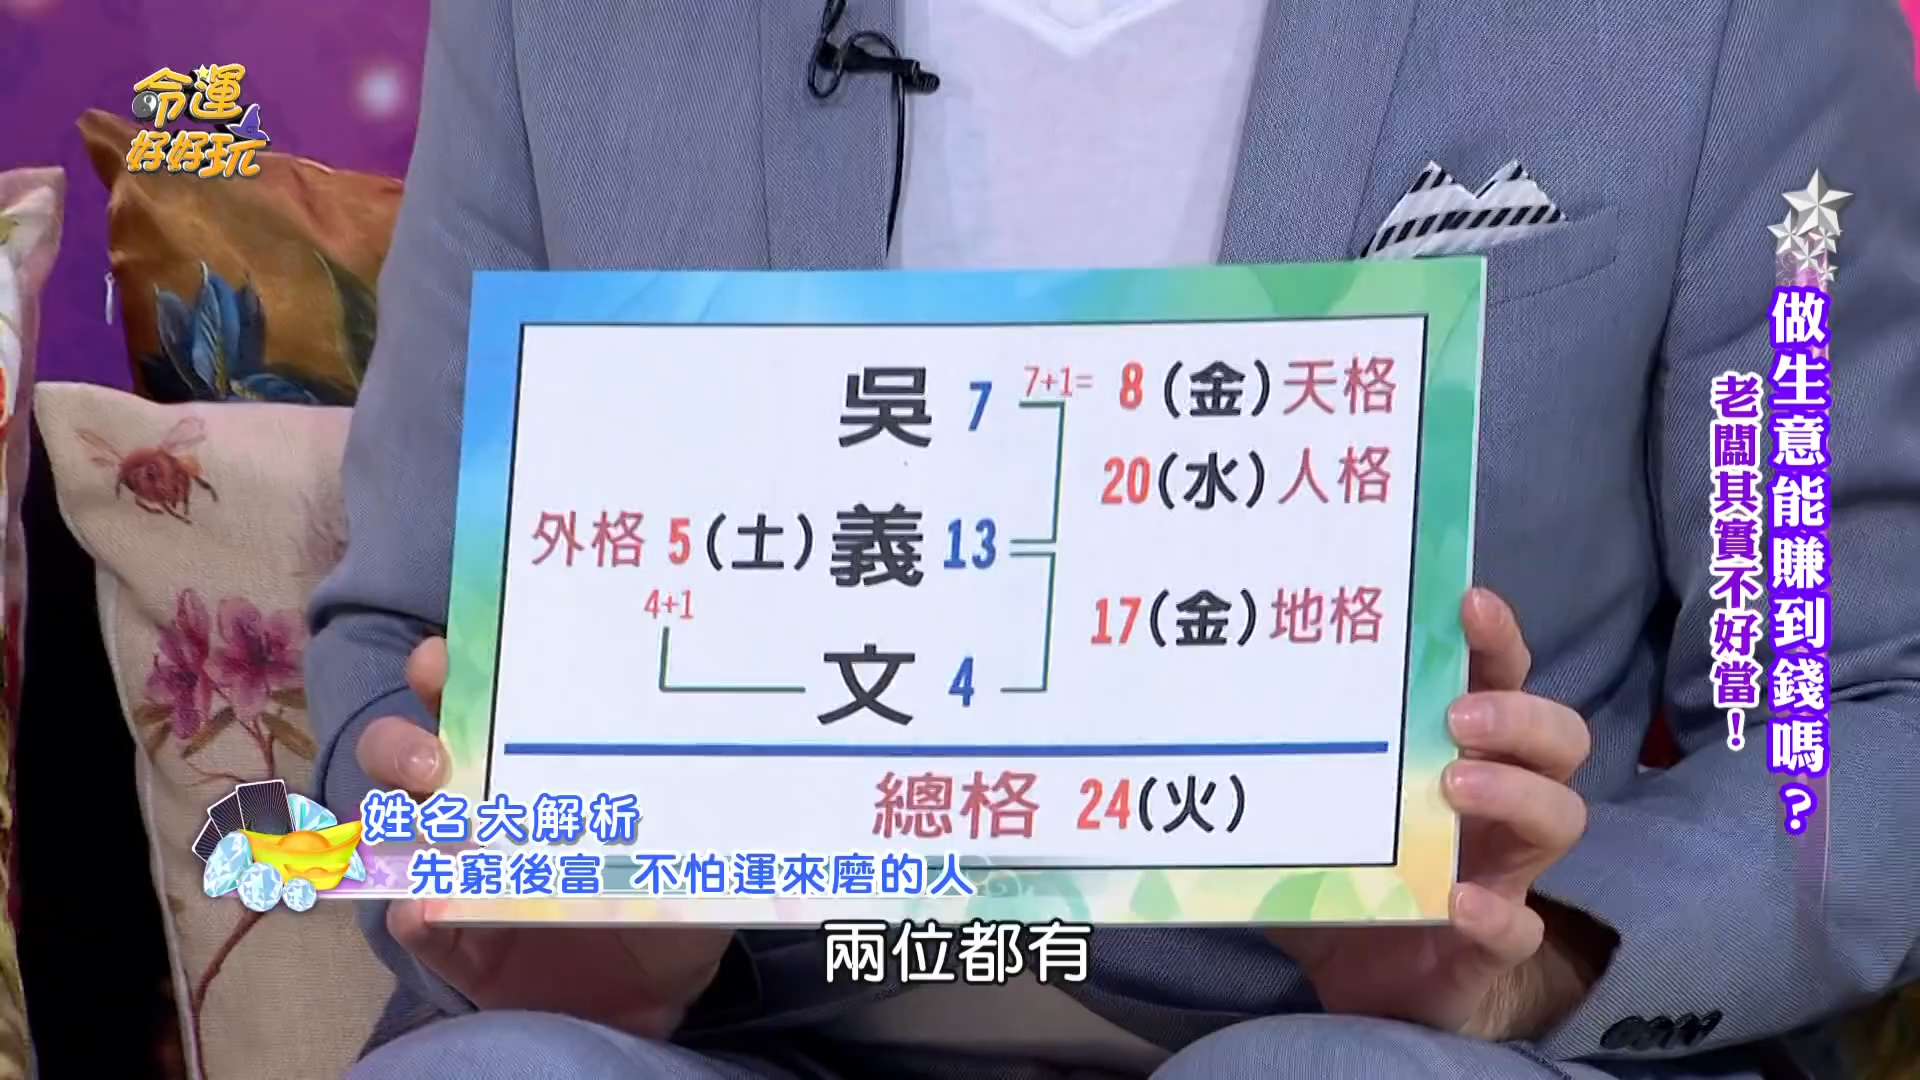 命運
好好玩
做生意能賺到錢嗎?
老闆其實不好當!
吳 7 7+1= 8(金)天格
20(水)人格
外格 5(土) 義 13
4+1
17(金)地格
文 4
總格 24(火)
姓名大解析
先窮後富 不怕運來磨的人
兩位都有